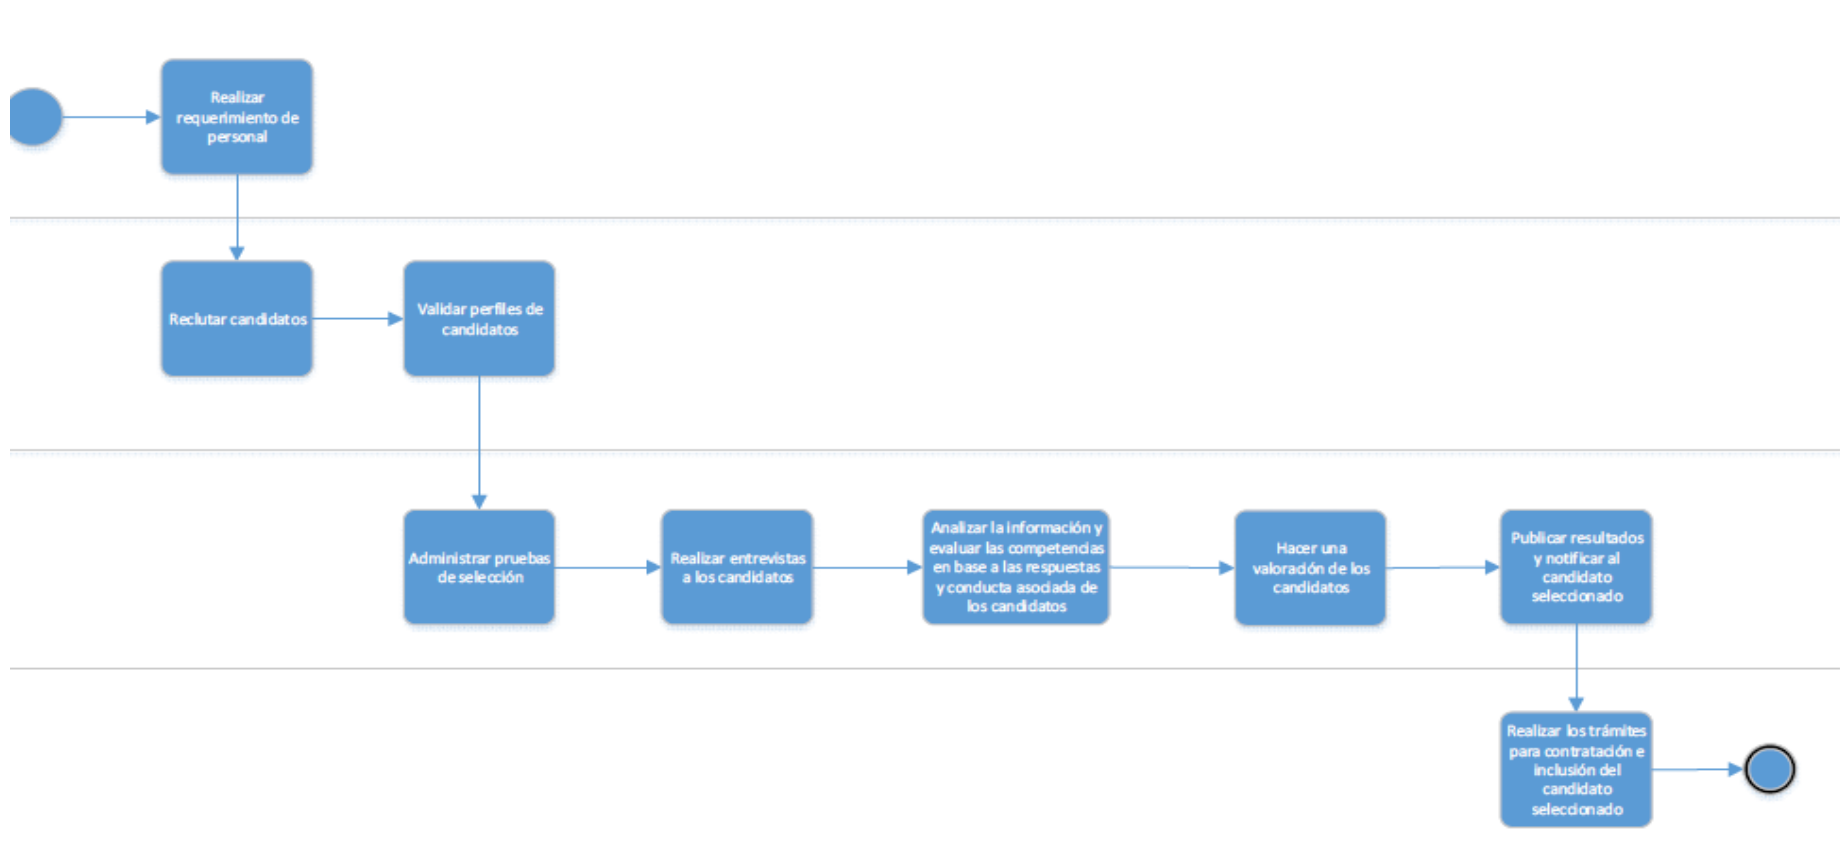 Realizar
requerimiento de
personal
Reclutar candidatos
Validar perfiles de
candidatos
Administrar pruebas
de selección
Realizar entrevistas
a los candidatos
Analizar la información y
evaluar las competencias
en base a las respuestas
y conducta asociada de
los candidatos
Hacer una
valoración de los
candidatos
Publicar resultados
y notificar al
candidato
seleccionado
Realizar los trámites
para contratación e
inclusión del
candidato
seleccionado